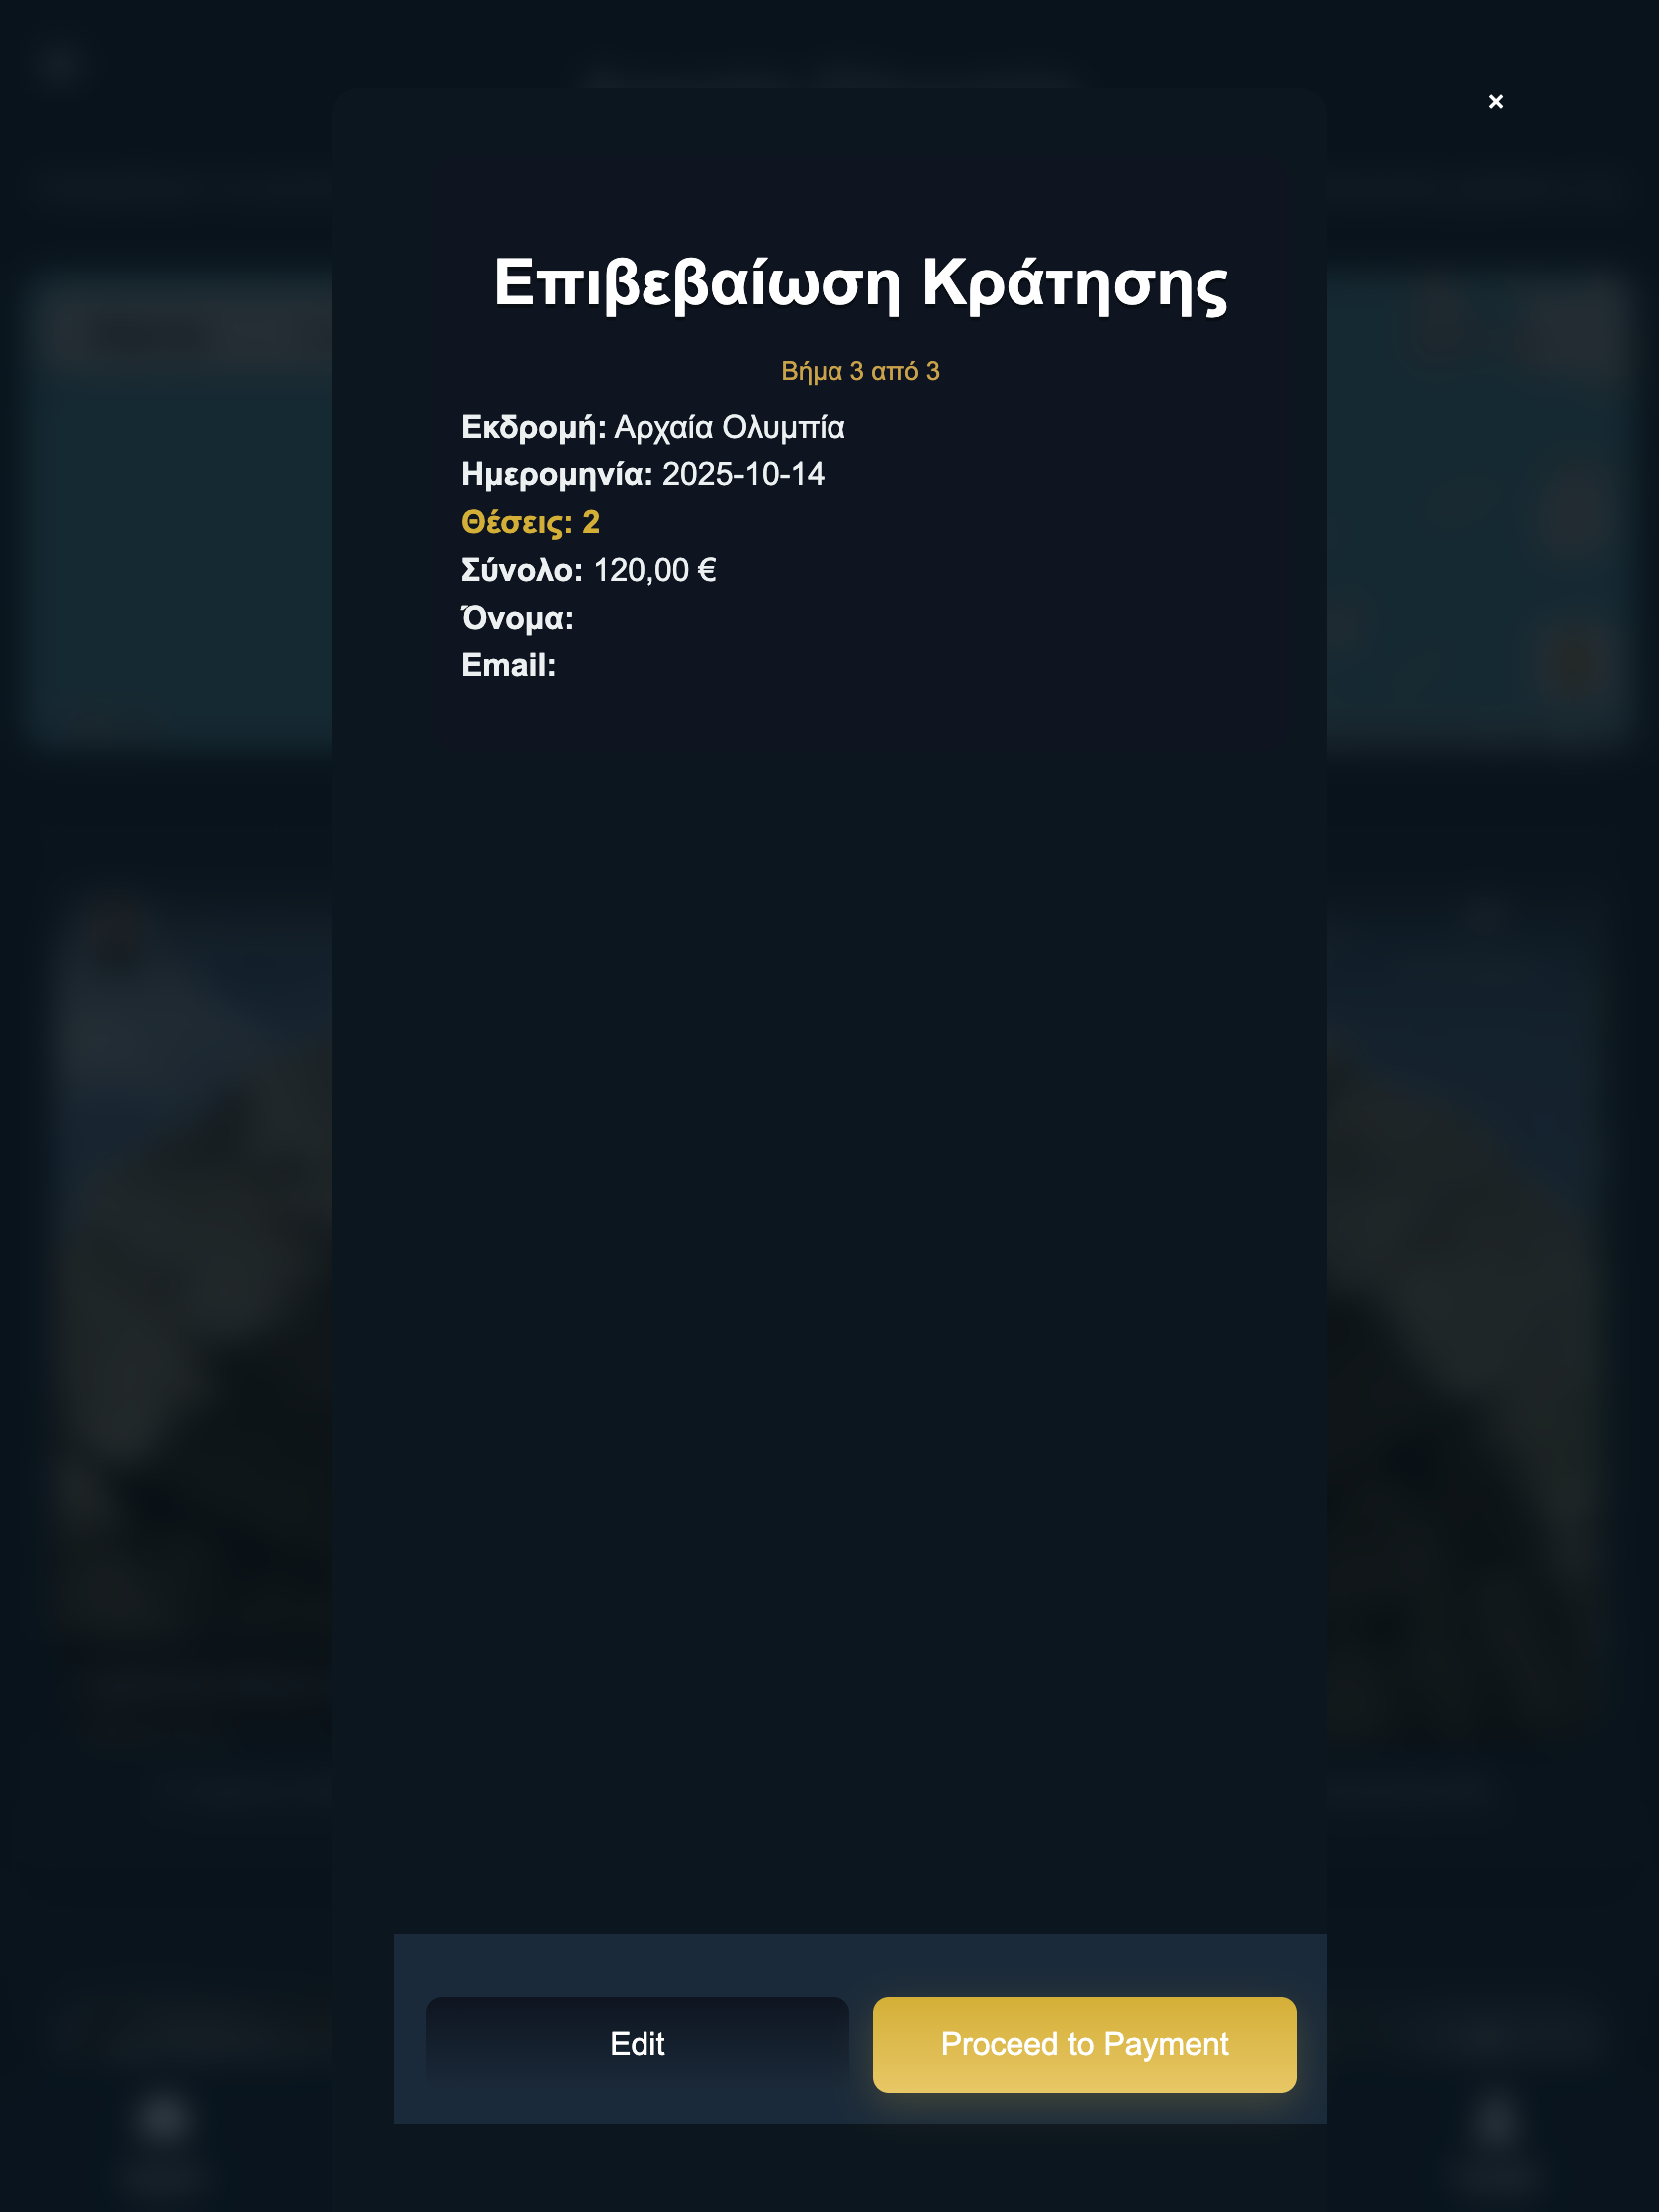 ×
Επιβεβαίωση Κράτησης
Βήμα 3 από 3
Εκδρομή: Αρχαία Ολυμπία
Ημερομηνία: 2025-10-14
Θέσεις: 2
Σύνολο: 120,00 €
Όνομα:
Email:
Edit
Proceed to Payment